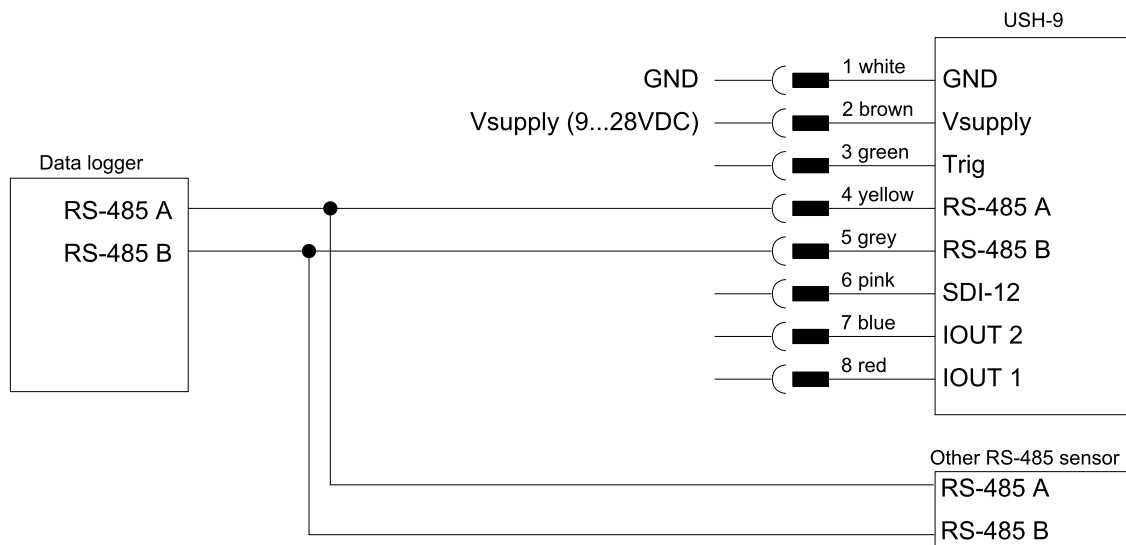 USH-9
GND 1 white GND
Vsupply (9...28VDC) 2 brown Vsupply
3 green Trig
Data logger
RS-485 A 4 yellow RS-485 A
RS-485 B 5 grey RS-485 B
6 pink SDI-12
7 blue IOUT 2
8 red IOUT 1
Other RS-485 sensor
RS-485 A
RS-485 B